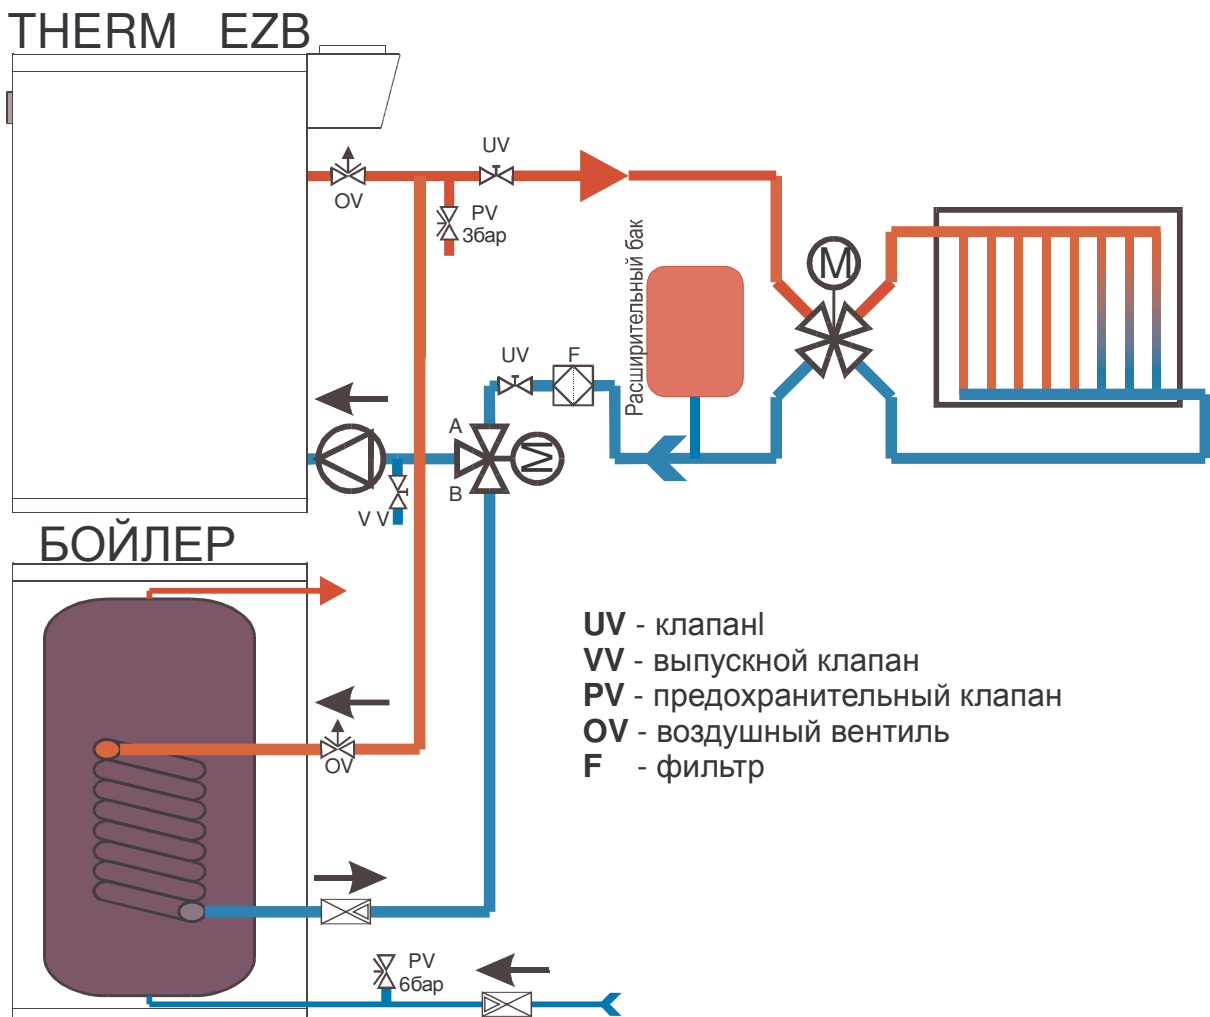 THERM EZB
UV
OV
PV
3бар
Расширительный бак
M
UV
F
A
M
B
V V
БОЙЛЕР
UV - клапанl
VV - выпускной клапан
PV - предохранительный клапан
OV - воздушный вентиль
F - фильтр
OV
PV
6бар